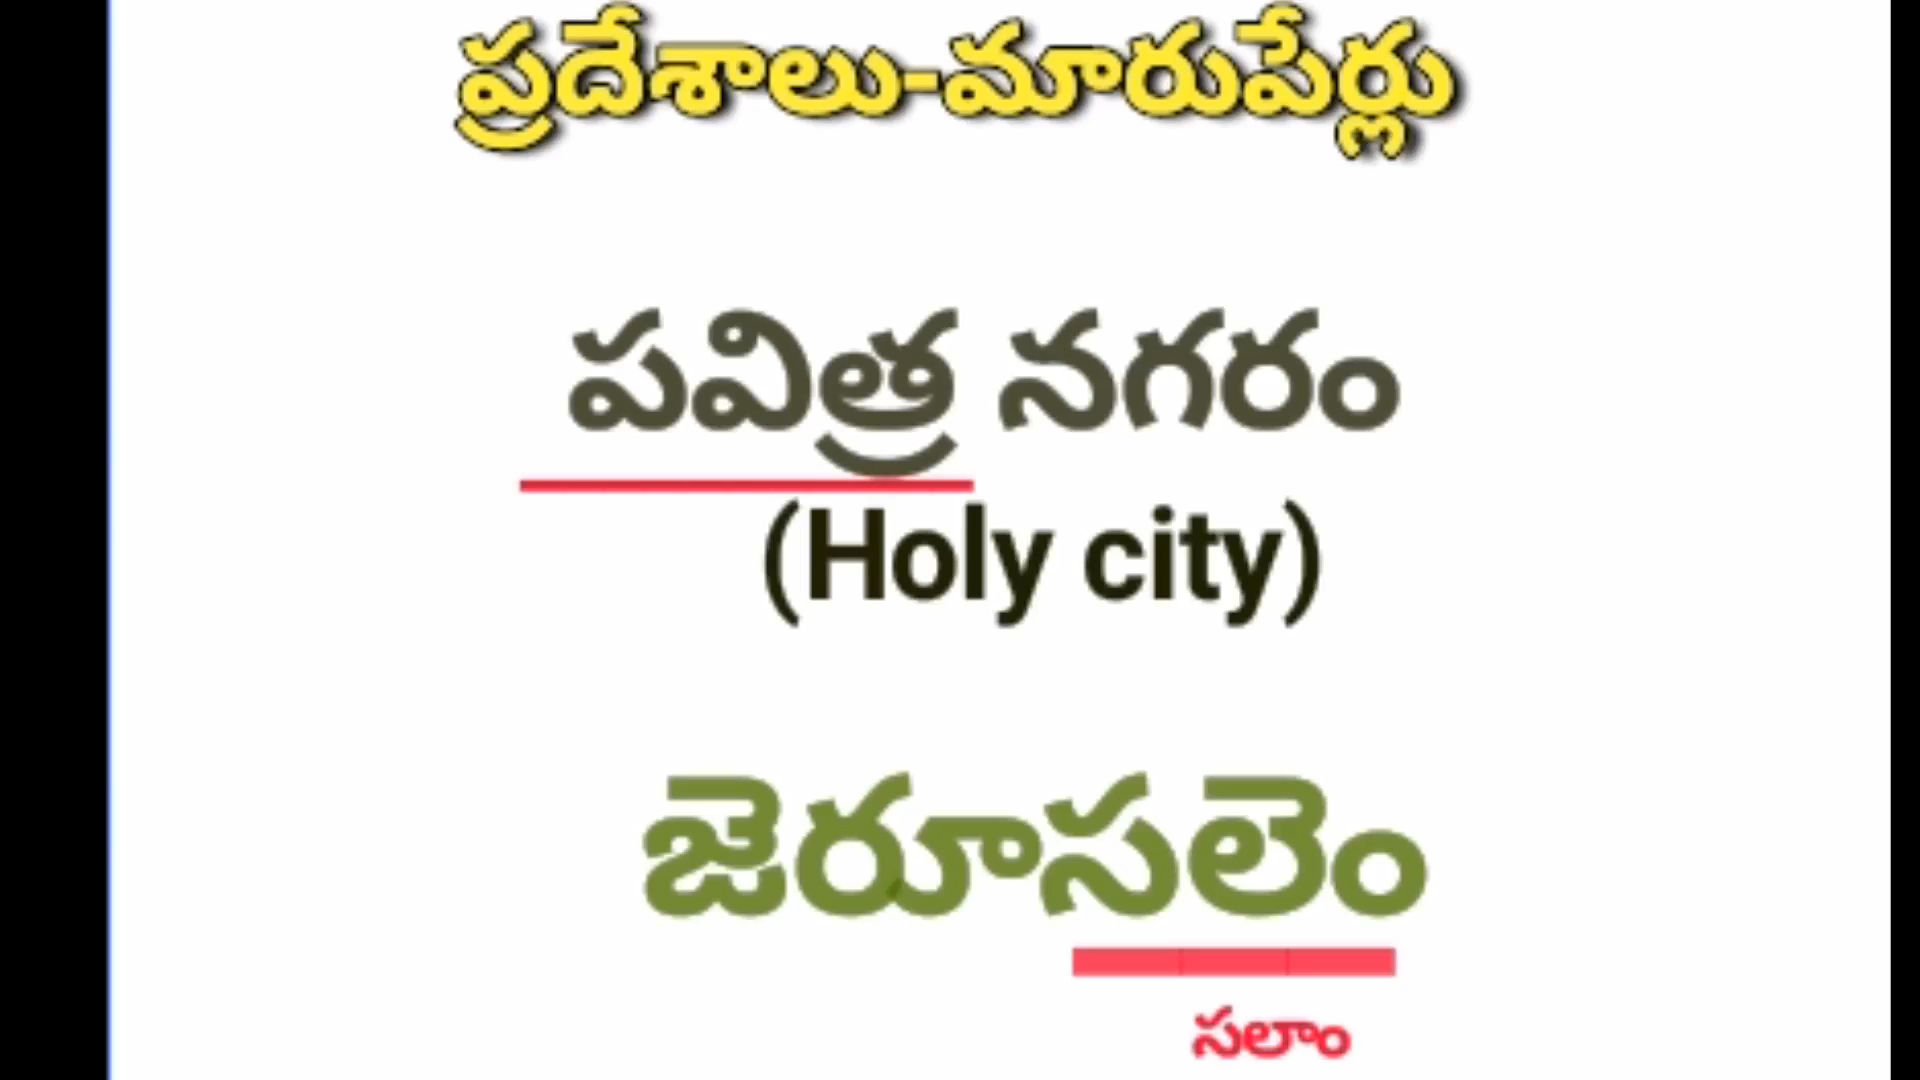 ప్రదేశాలు-మారుపేర్లు
పవిత్ర నగరం
(Holy city)
జెరూసలెం
సలాం